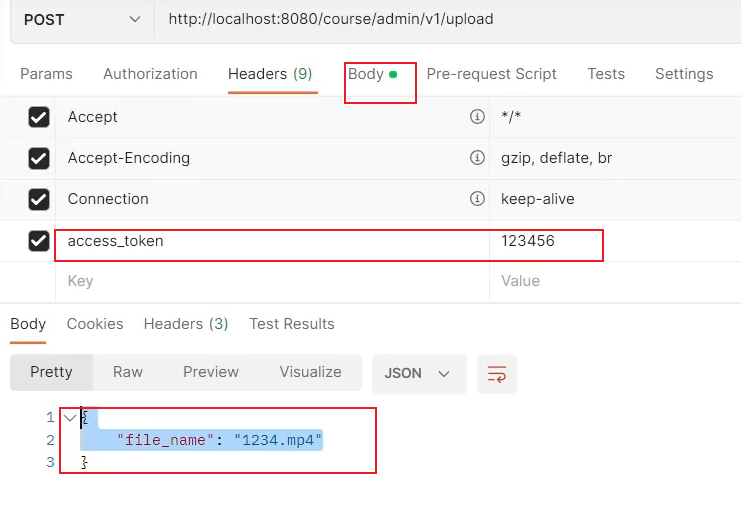 POST http://localhost:8080/course/admin/v1/upload
Params Authorization Headers (9) Body Pre-request Script Tests Settings
Accept */*
Accept-Encoding gzip, deflate, br
Connection keep-alive
access_token 123456
Key Value
Body Cookies Headers (3) Test Results
Pretty Raw Preview Visualize JSON
1 {
2 "file_name": "1234.mp4"
3 }